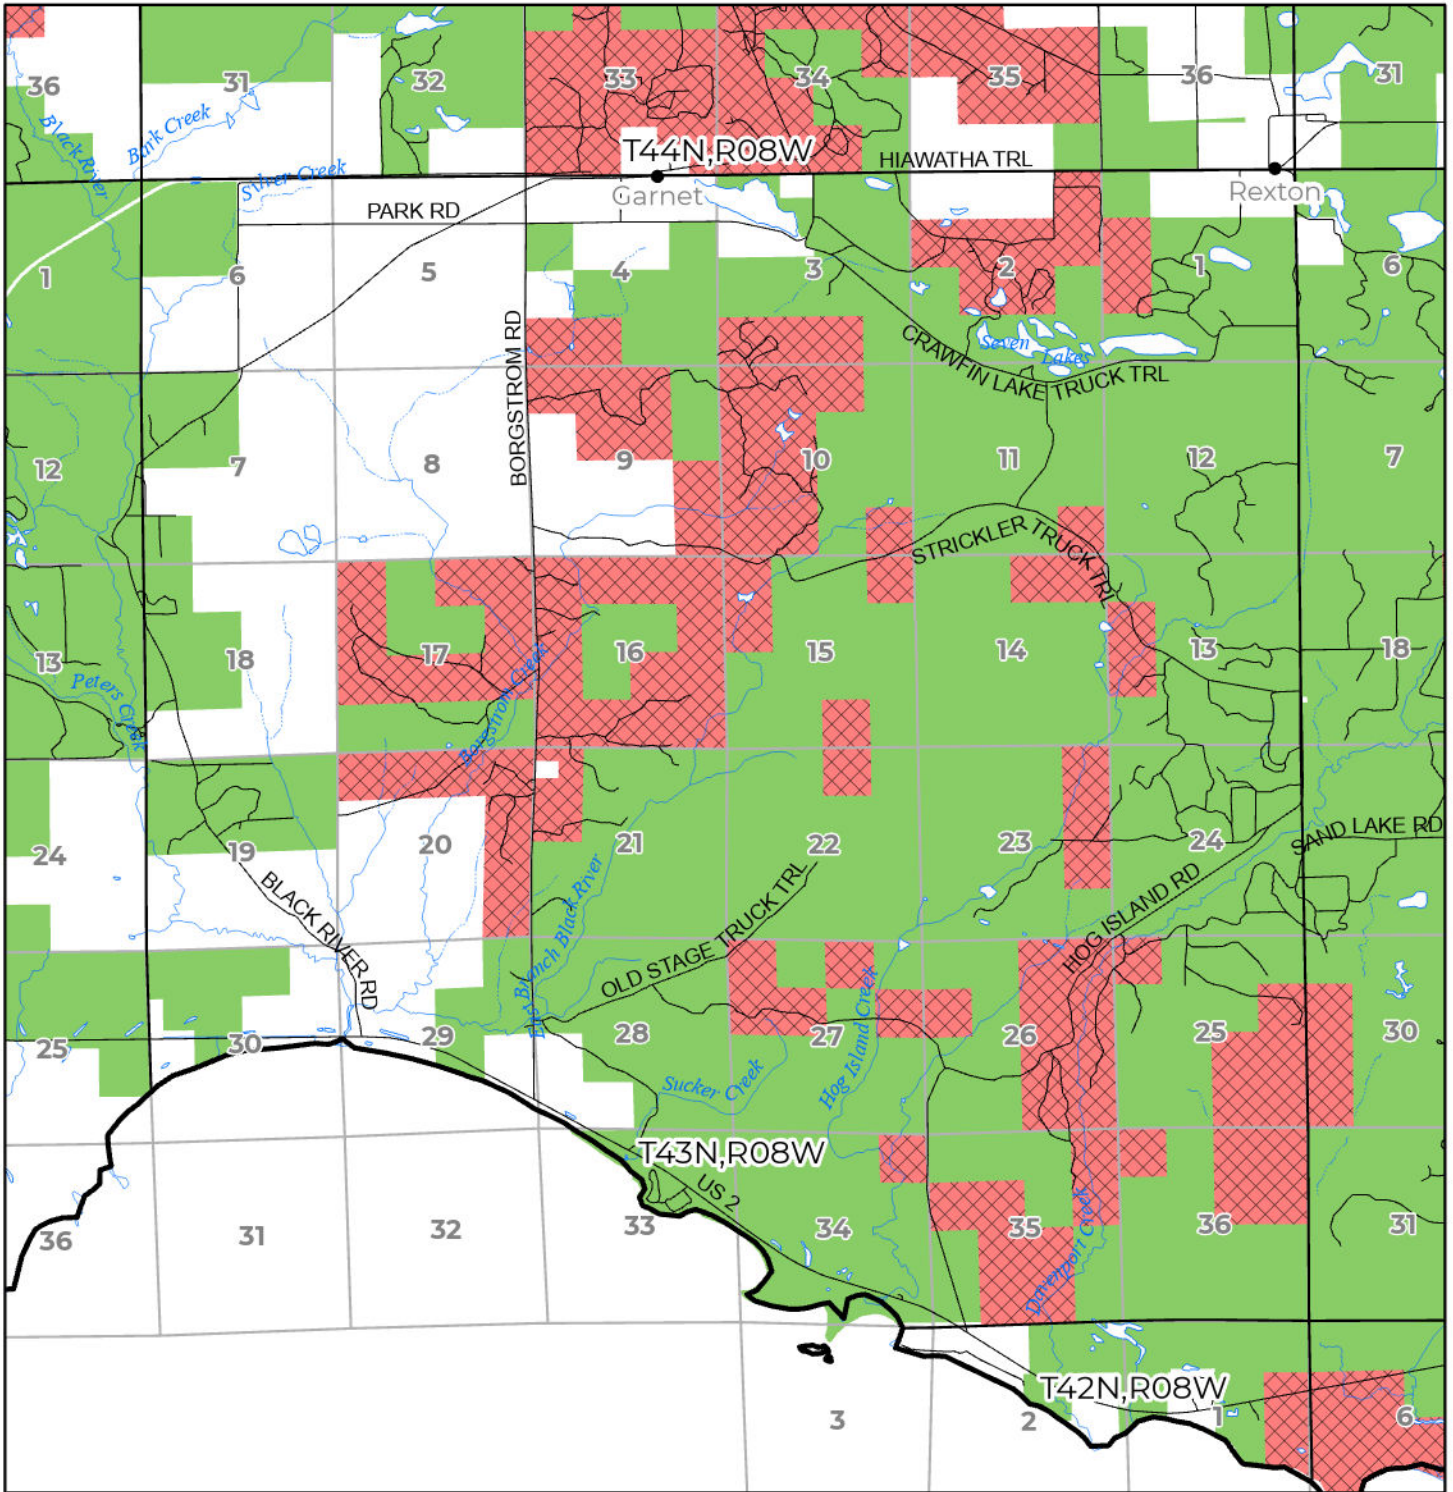 36
31
32
33
34
35
36
31
Black River
Bark Creek
Silver Creek
T44N,R08W
Garnet
HIAWATHA TRL
Rexton
PARK RD
1
6
5
4
3
2
1
6
BORGSTROM RD
Seven Lakes
CRAWFIN LAKE TRUCK TRL
12
7
8
9
10
11
12
7
STRICKLER TRUCK TRL
13
18
17
16
15
14
13
18
Peters Creek
Borgstrom Creek
24
19
20
21
22
23
24
SAND LAKE RD
BLACK RIVER RD
East Branch Black River
OLD STAGE TRUCK TRL
HOG ISLAND RD
25
30
29
28
27
26
25
30
Sucker Creek
Hog Island Creek
T43N,R08W
US 2
36
31
32
33
34
35
36
31
Davenport Creek
T42N,R08W
3
2
1
6